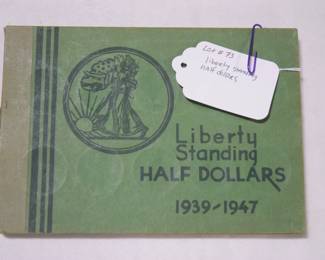 Lot # 73
Liberty standing
Half dollars
Liberty
Standing
HALF DOLLARS
1939-1947